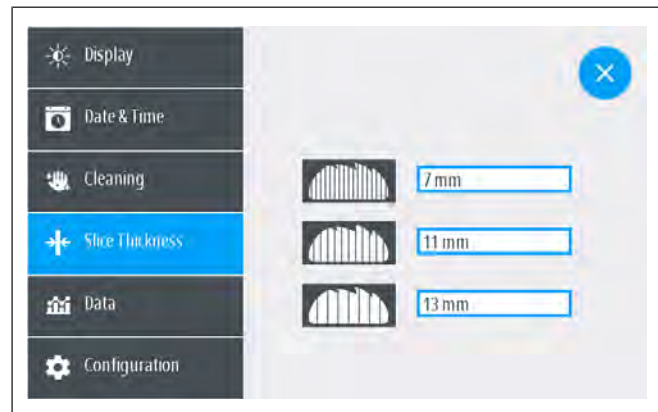 Display
Date & Time
Cleaning
Slice Thickness
Data
Configuration
7 mm
11 mm
13 mm